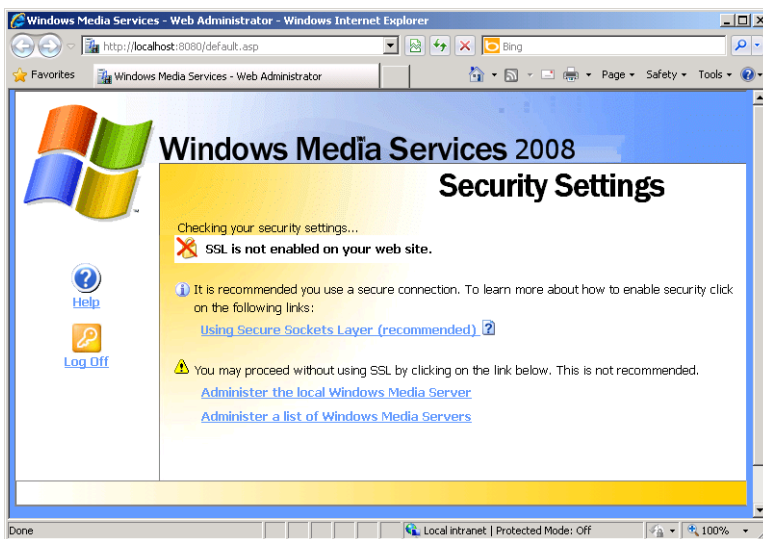 Windows Media Services - Web Administrator - Windows Internet Explorer
http://localhost:8080/default.asp
Bing
Favorites
Windows Media Services - Web Administrator
Page
Safety
Tools
Windows Media Services 2008
Security Settings
Checking your security settings...
SSL is not enabled on your web site.
It is recommended you use a secure connection. To learn more about how to enable security click
on the following links:
Using Secure Sockets Layer (recommended)
Help
Log Off
You may proceed without using SSL by clicking on the link below. This is not recommended.
Administer the local Windows Media Server
Administer a list of Windows Media Servers
Done
Local intranet | Protected Mode: Off
100%